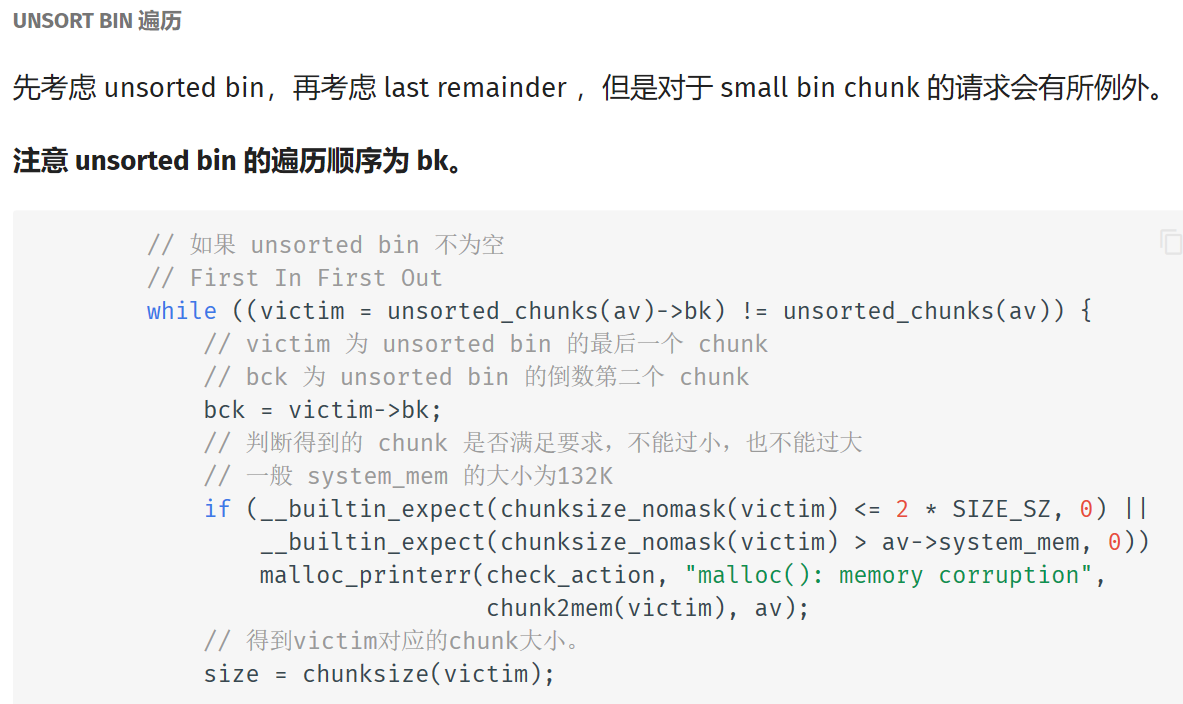 UNSORT BIN 遍历
先考虑 unsorted bin，再考虑 last remainder ，但是对于 small bin chunk 的请求会有所例外。
注意 unsorted bin 的遍历顺序为 bk。
// 如果 unsorted bin 不为空
// First In First Out
while ((victim = unsorted_chunks(av)->bk) != unsorted_chunks(av)) {
// victim 为 unsorted bin 的最后一个 chunk
// bck 为 unsorted bin 的倒数第二个 chunk
bck = victim->bk;
// 判断得到的 chunk 是否满足要求，不能过小，也不能过大
// 一般 system_mem 的大小为132K
if (__builtin_expect(chunksize_nomask(victim) <= 2 * SIZE_SZ, 0) ||
__builtin_expect(chunksize_nomask(victim) > av->system_mem, 0))
malloc_printerr(check_action, "malloc(): memory corruption",
chunk2mem(victim), av);
// 得到victim对应的chunk大小。
size = chunksize(victim);